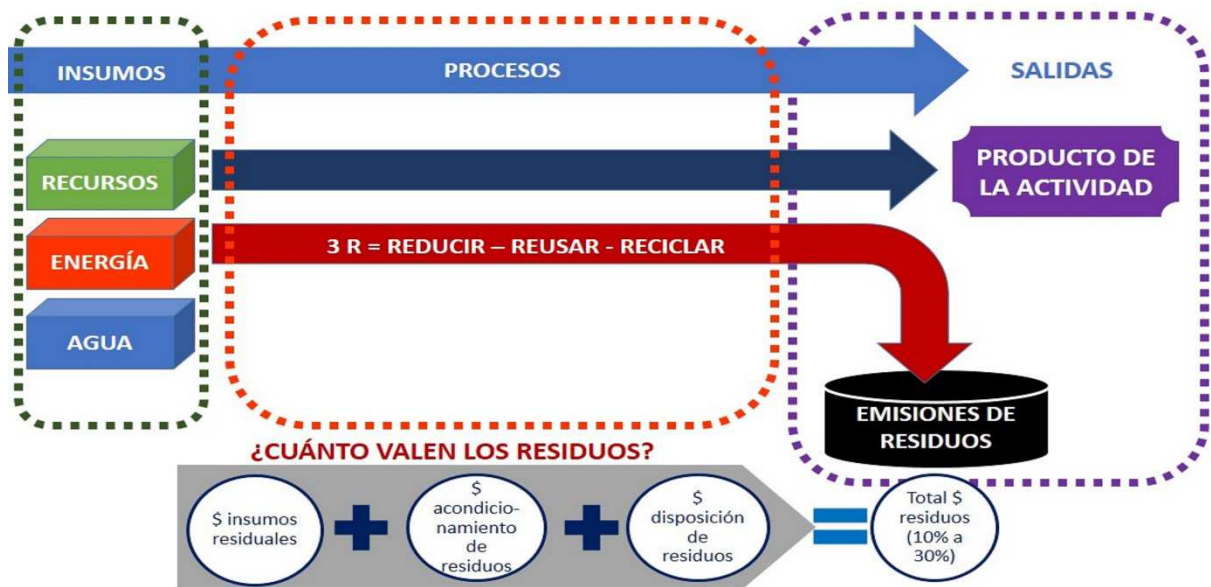 INSUMOS
PROCESOS
SALIDAS
RECURSOS
PRODUCTO DE
LA ACTIVIDAD
ENERGÍA
3 R = REDUCIR – REUSAR - RECICLAR
AGUA
EMISIONES DE
RESIDUOS
¿CUÁNTO VALEN LOS RESIDUOS?
$ insumos
residuales
$
acondicio-
namiento
de
residuos
$
disposición
de
residuos
Total $
residuos
(10% a
30%)